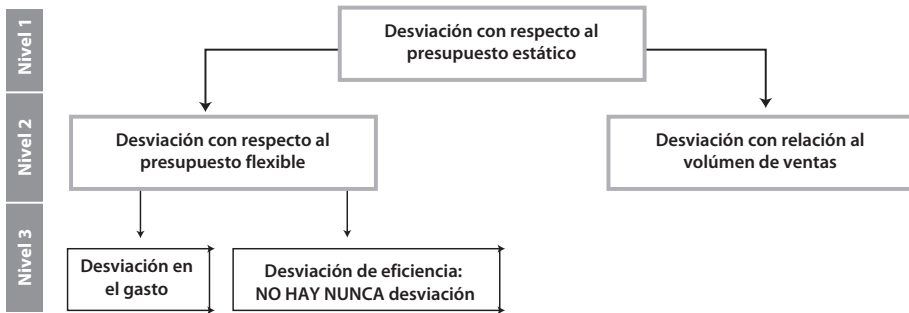 Nivel 1
Desviación con respecto al
presupuesto estático
Nivel 2
Desviación con respecto al
presupuesto flexible
Desviación con relación al
volúmen de ventas
Nivel 3
Desviación en
el gasto
Desviación de eficiencia:
NO HAY NUNCA desviación